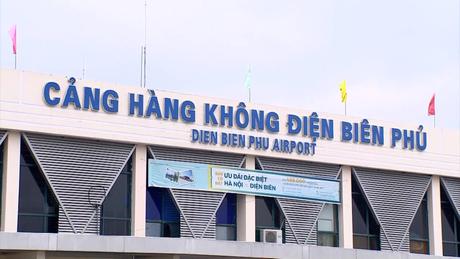 CẢNG HÀNG KHÔNG ĐIỆN BIÊN PHỦ
DIEN BIEN PHU AIRPORT
ƯU ĐÃI ĐẶC BIỆT
HÀ NỘI ĐIỆN BIÊN